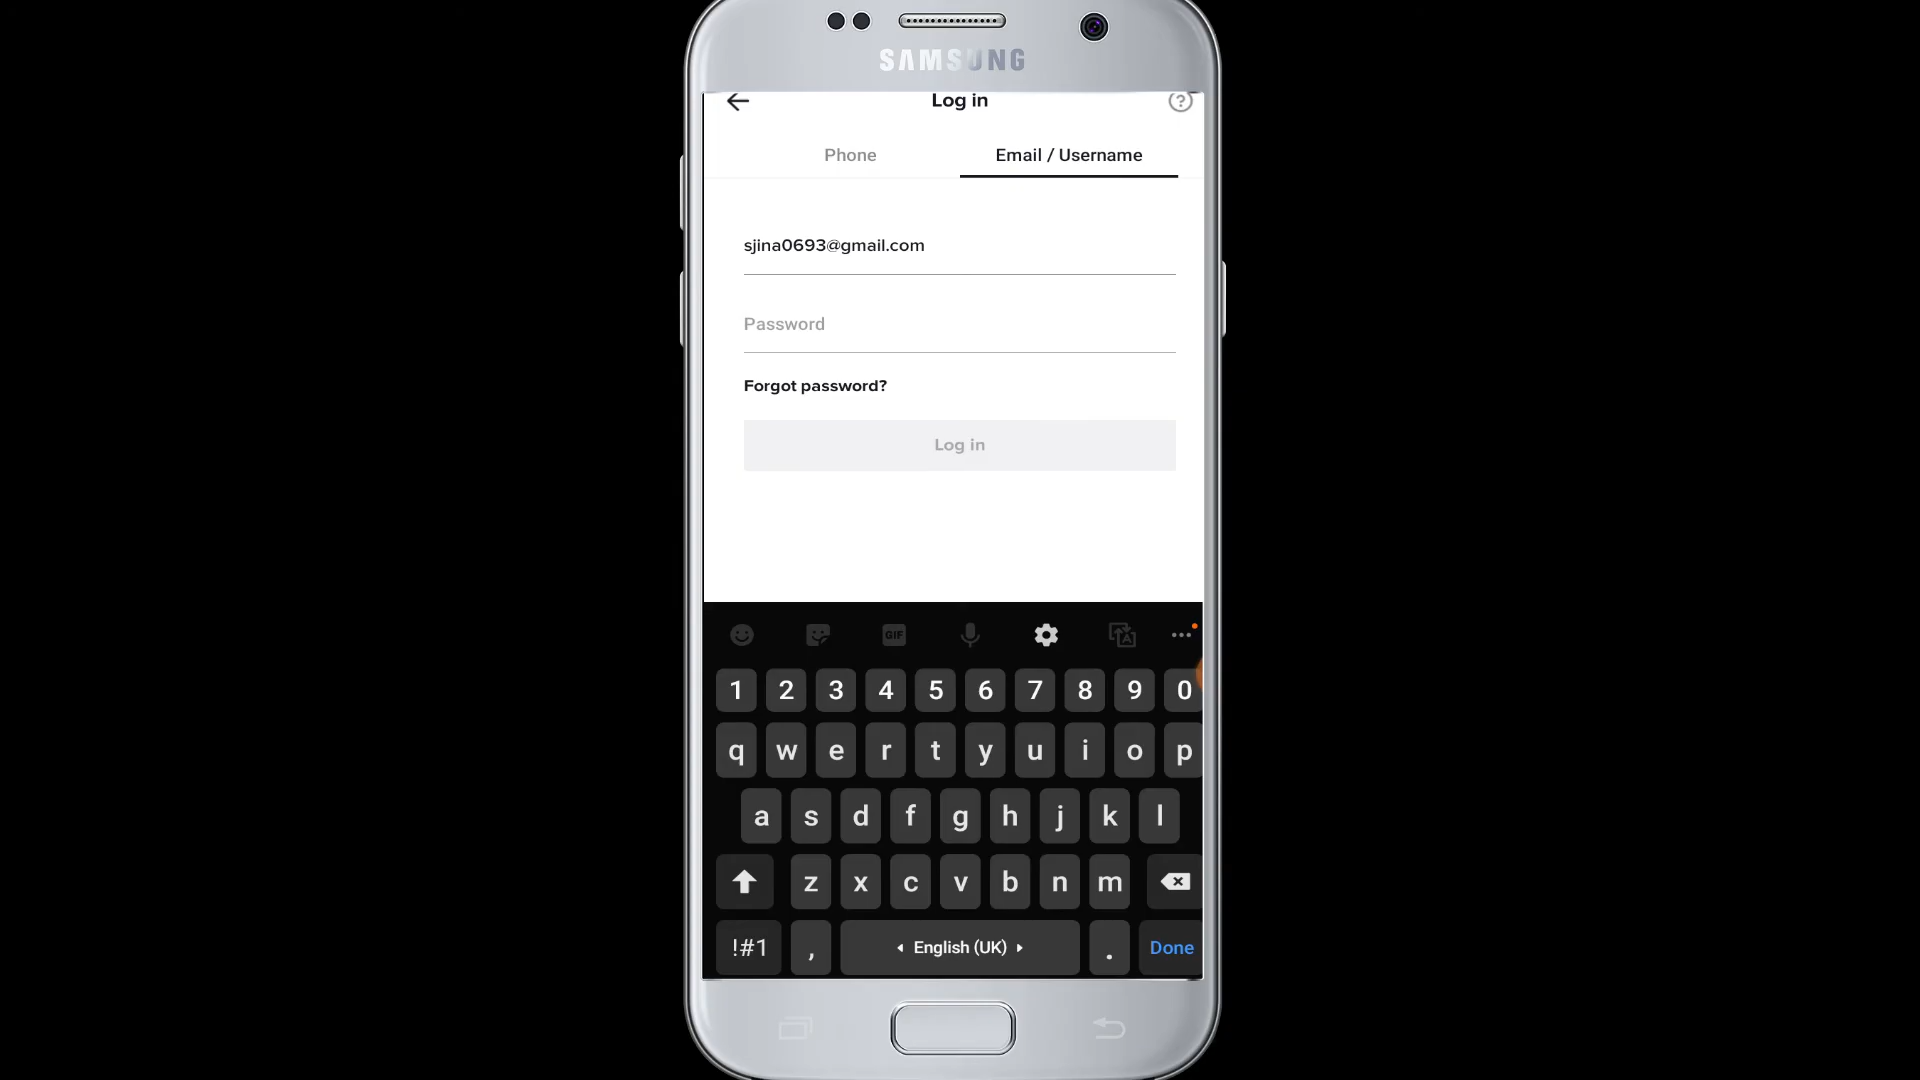 SAMSUNG
Log in
?
Phone
Email / Username
sjina0693@gmail.com
Password
Forgot password?
Log in
GIF
A
1 2 3 4 5 6 7 8 9 0
q w e r t y u i o p
a s d f g h j k l
z x c v b n m
!#1 , English (UK) . Done